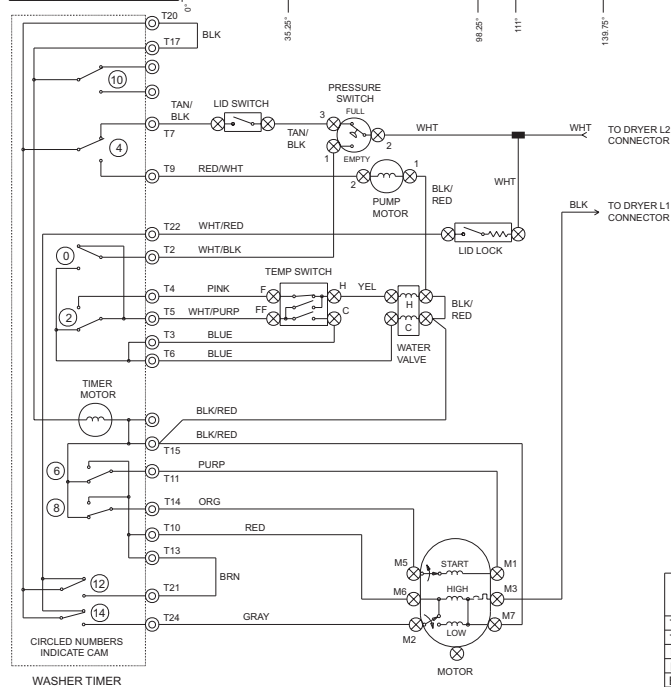 0°
35.25°
98.25°
111°
139.75°
T20
BLK
T17
10
TAN/
BLK
LID SWITCH
PRESSURE
SWITCH
FULL
3
T7
TAN/
BLK
WHT
2
WHT
TO DRYER L2
CONNECTOR
4
1
EMPTY
T9
RED/WHT
2
1
PUMP
MOTOR
BLK/
RED
WHT
BLK
TO DRYER L1
CONNECTOR
T22
WHT/RED
LID LOCK
0
T2
WHT/BLK
TEMP SWITCH
T4
PINK
F
H
YEL
H
BLK/
RED
2
T5
WHT/PURP
FF
C
C
T3
BLUE
WATER
VALVE
T6
BLUE
TIMER
MOTOR
BLK/RED
BLK/RED
T15
6
PURP
T11
8
T14
ORG
T10
RED
T13
BRN
M5
START
M1
12
T21
M6
HIGH
M3
14
T24
GRAY
M2
LOW
M7
CIRCLED NUMBERS
INDICATE CAM
MOTOR
WASHER TIMER